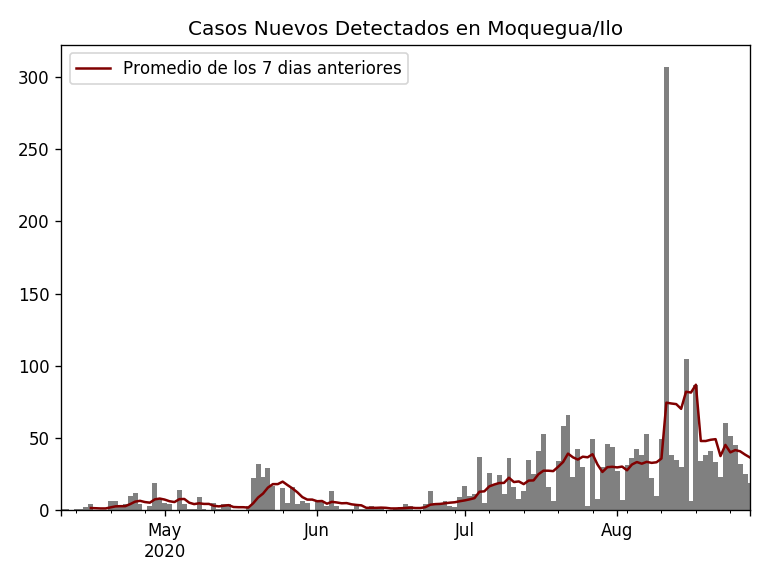 Casos Nuevos Detectados en Moquegua/Ilo
Promedio de los 7 dias anteriores
300
250
200
150
100
50
0
May
2020
Jun
Jul
Aug